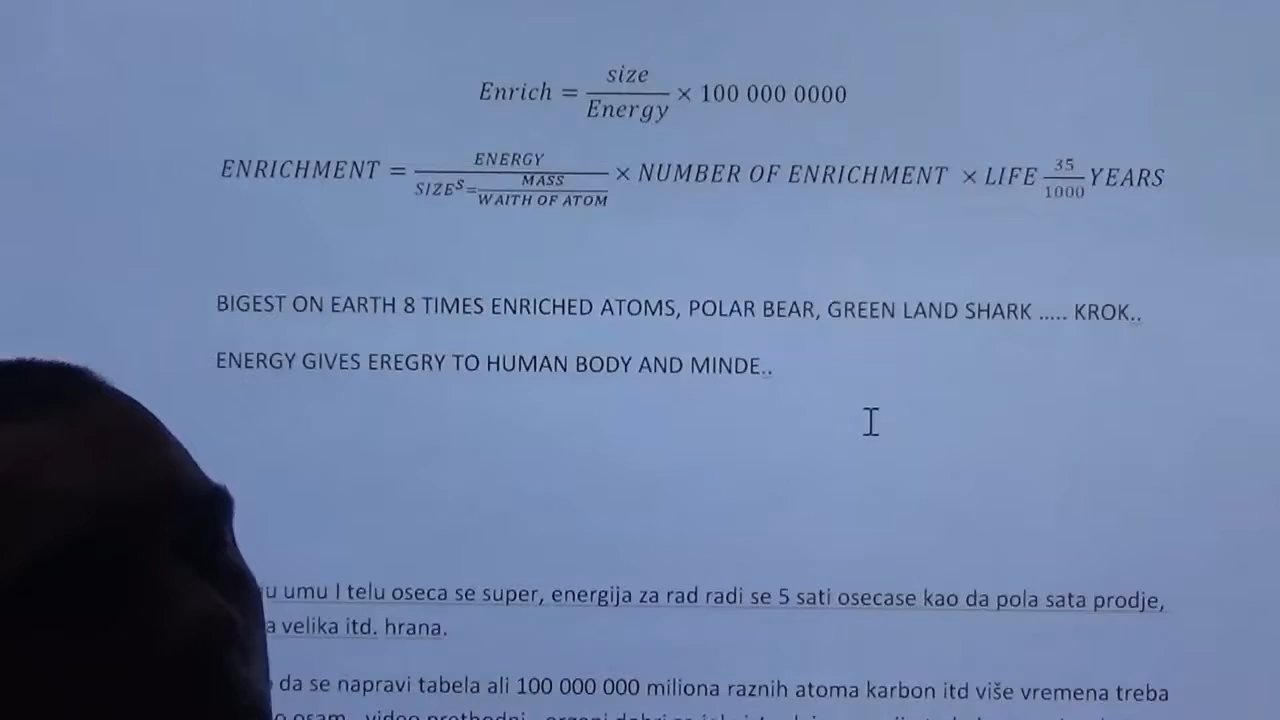 Enrich = size / Energy × 100 000 0000
ENRICHMENT = ENERGY / SIZE^S = MASS / WAITH OF ATOM × NUMBER OF ENRICHMENT × LIFE 35 / 1000 YEARS
BIGEST ON EARTH 8 TIMES ENRICHED ATOMS, POLAR BEAR, GREEN LAND SHARK ..... KROK..
ENERGY GIVES EREGRY TO HUMAN BODY AND MINDE..
u umu I telu oseca se super, energija za rad radi se 5 sati osecase kao da pola sata prodje,
a velika itd. hrana.
da se napravi tabela ali 100 000 000 miliona raznih atoma karbon itd više vremena treba